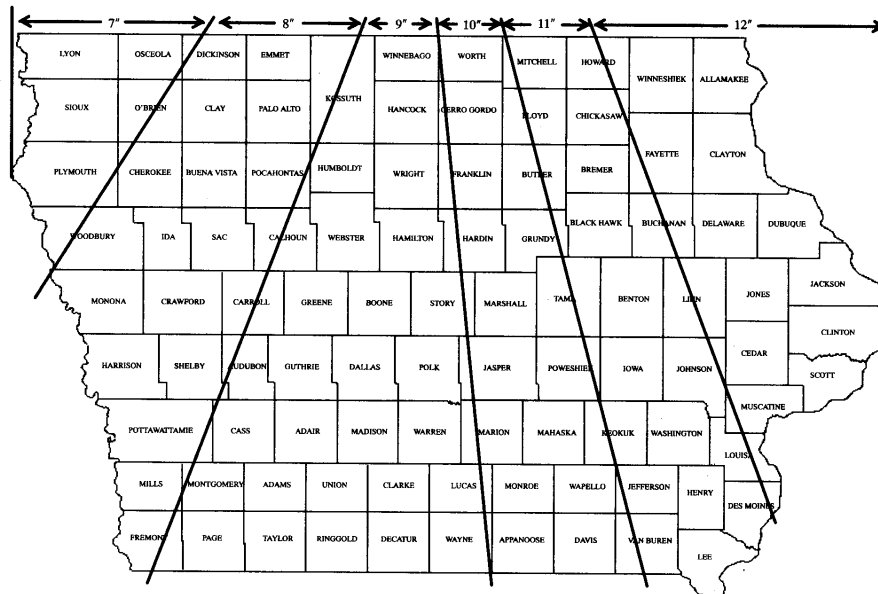 7" 8" 9" 10" 11" 12"
LYON OSCEOLA DICKINSON EMMET WINNEBAGO WORTH MITCHELL HOWARD
WINNESHIEK ALLAMAKEE
KOSSUTH
SIOUX O'BRIEN CLAY PALO ALTO HANCOCK CERRO GORDO FLOYD CHICKASAW
FAYETTE CLAYTON
PLYMOUTH CHEROKEE BUENA VISTA POCAHONTAS HUMBOLDT WRIGHT FRANKLIN BUTLER BREMER
WOODBURY IDA SAC CALHOUN WEBSTER HAMILTON HARDIN GRUNDY BLACK HAWK BUCHANAN DELAWARE DUBUQUE
MONONA CRAWFORD CARROLL GREENE BOONE STORY MARSHALL TAMA BENTON LINN JONES JACKSON
CLINTON
HARRISON SHELBY AUDUBON GUTHRIE DALLAS POLK JASPER POWESHIEK IOWA JOHNSON CEDAR SCOTT
MUSCATINE
POTTAWATTAMIE CASS ADAIR MADISON WARREN MARION MAHASKA KEOKUK WASHINGTON
LOUISA
MILLS MONTGOMERY ADAMS UNION CLARKE LUCAS MONROE WAPELLO JEFFERSON HENRY
DES MOINES
FREMONT PAGE TAYLOR RINGGOLD DECATUR WAYNE APPANOOSE DAVIS VAN BUREN
LEE